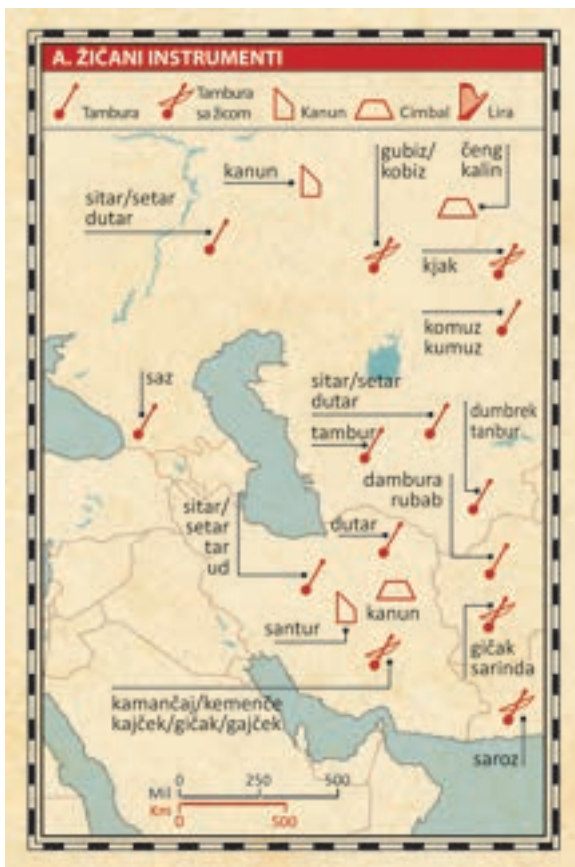 A. ŽIČANI INSTRUMENTI
Tambura
Tambura
sa žicom
Kanun
Cimbal
Lira
gubiz/
kobiz
čeng
kalin
kanun
sitar/setar
dutar
kjak
komuz
kumuz
saz
sitar/setar
dutar
dumbrek
tanbur
tambur
dambura
rubab
sitar/
setar
tar
ud
dutar
kanun
santur
gičak
sarinda
kamančaj/kemenče
kajček/gičak/gajček
saroz
0 250 500
Mil
Km
0 500